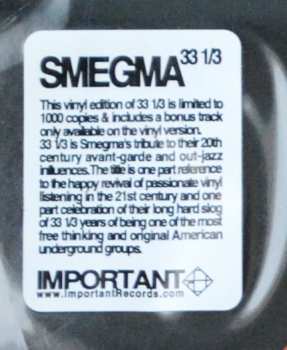 SMEGMA 33 1/3
This vinyl edition of 33 1/3 is limited to
1000 copies & includes a bonus track
only available on the vinyl version.
33 1/3 is Smegma's tribute to their 20th
century avant-garde and out-jazz
influences. The title is one part reference
to the happy revival of passionate vinyl
listening in the 21st century and one
part celebration of their long hard slog
of 33 1/3 years of being one of the most
free thinking and original American
underground groups.
IMPORTANT
www.importantRecords.com